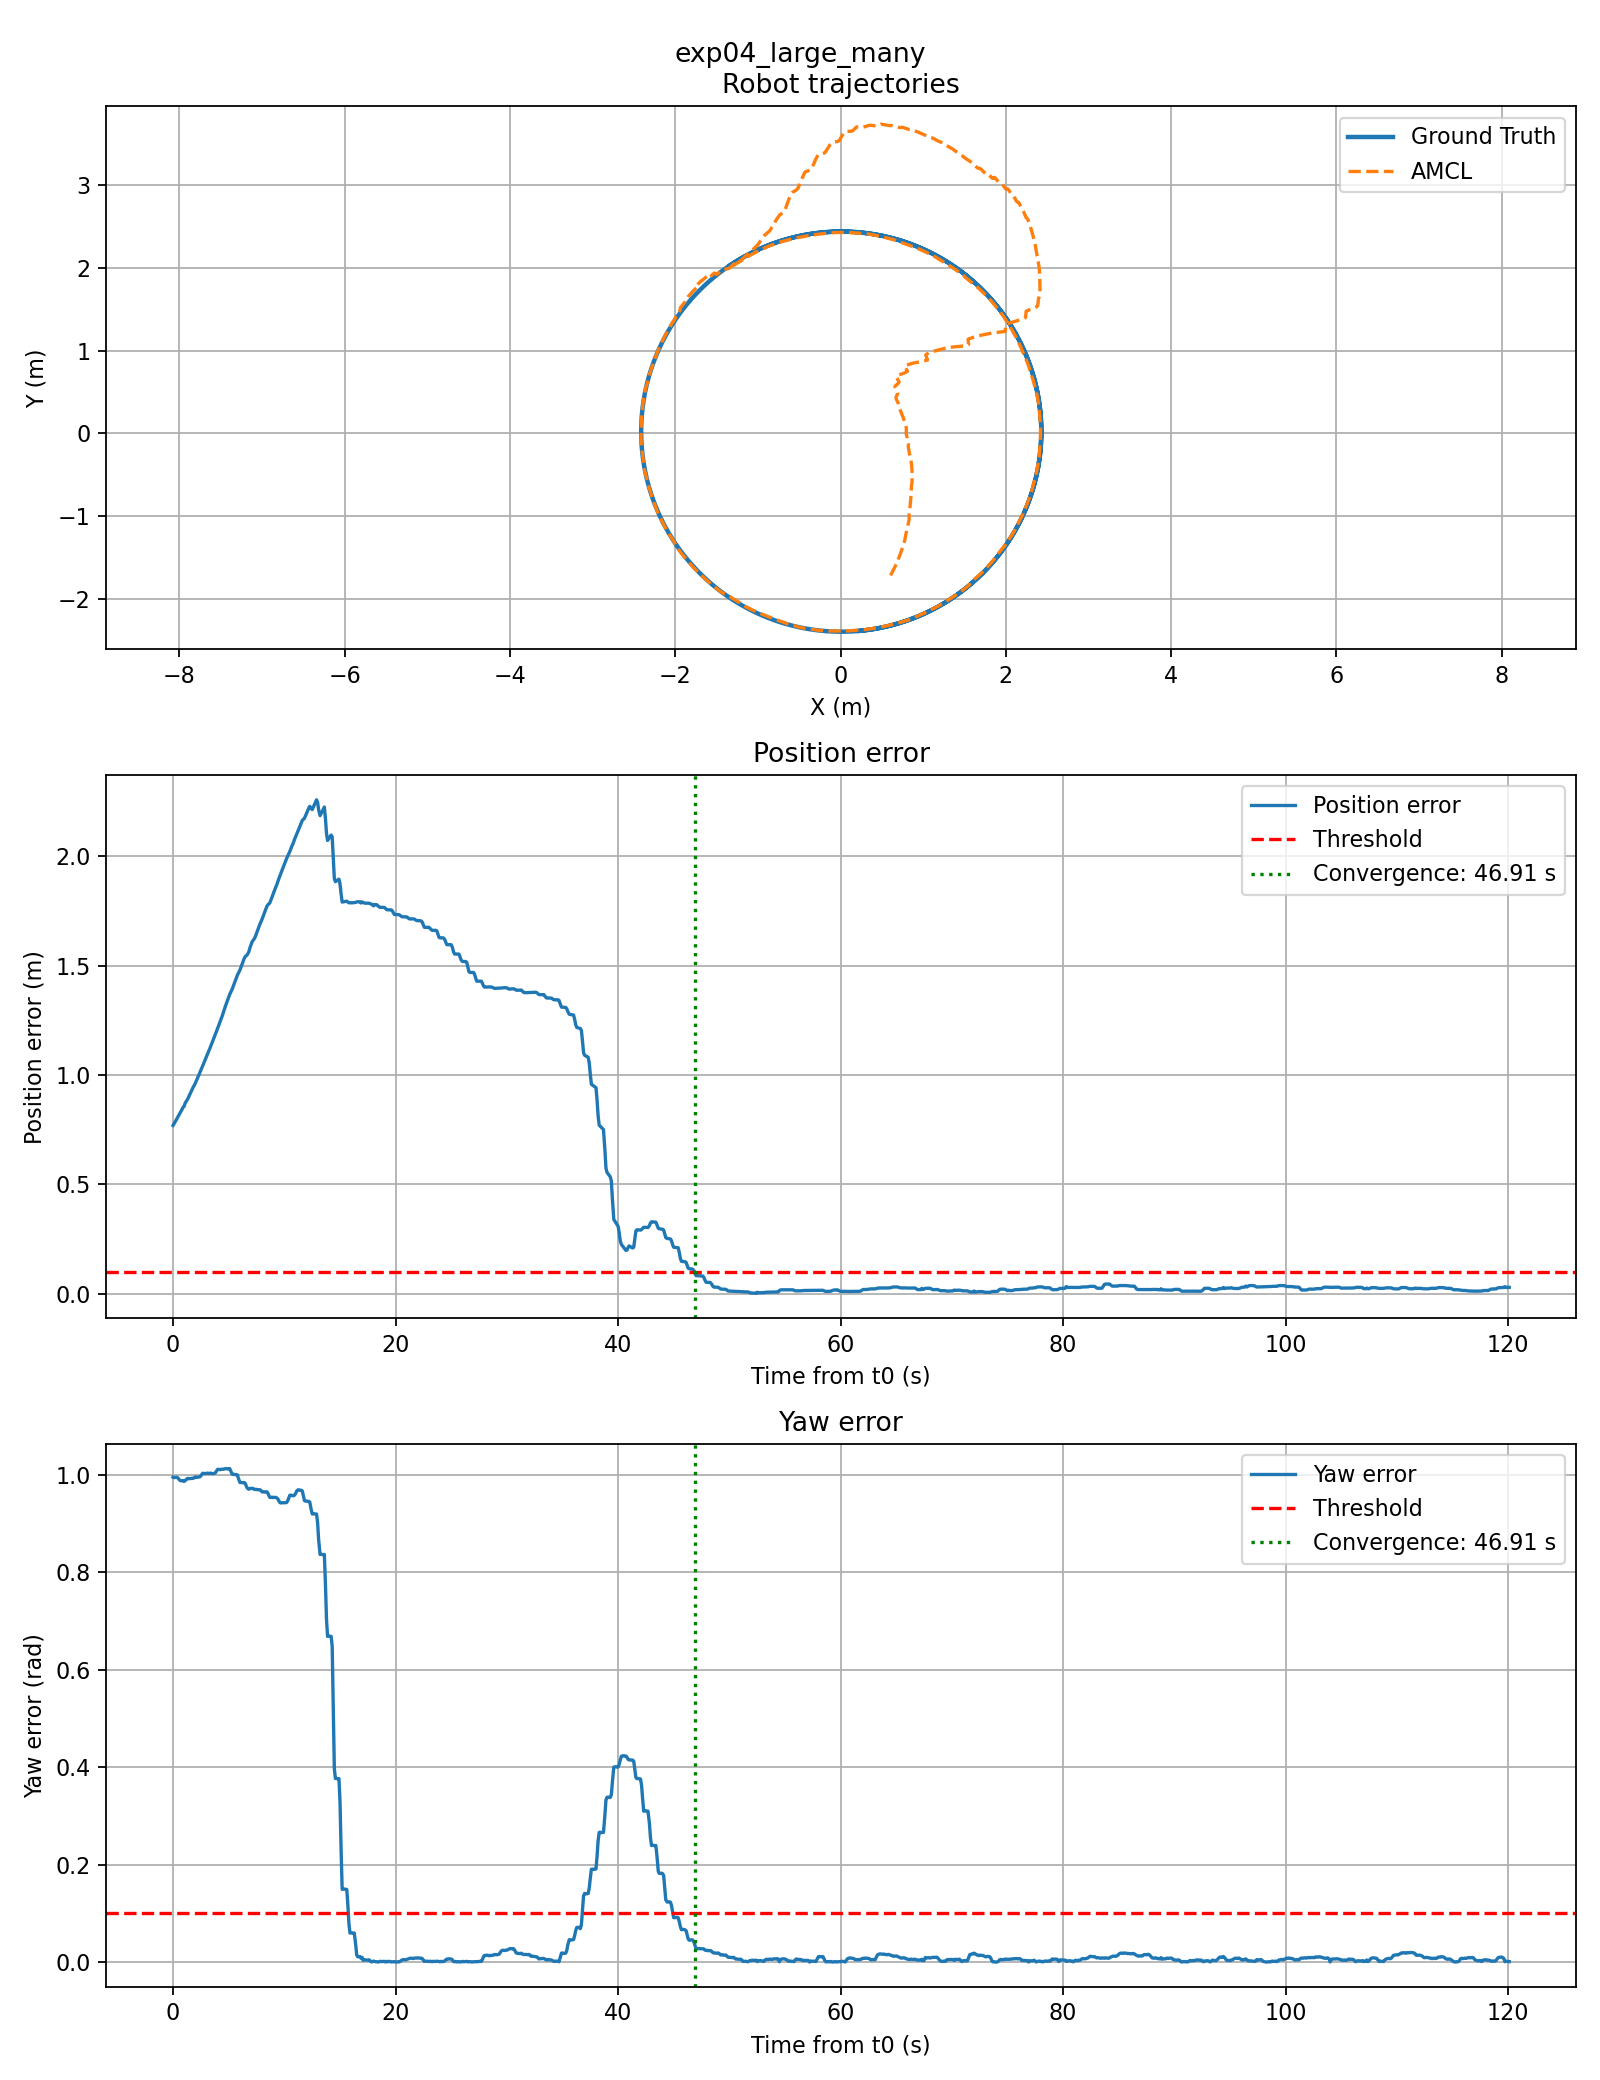 exp04_large_many
Robot trajectories
Ground Truth
AMCL
3
2
1
0
−1
−2
Y (m)
−8
−6
−4
−2
0
2
4
6
8
X (m)
Position error
Position error
Threshold
Convergence: 46.91 s
2.0
1.5
1.0
0.5
0.0
Position error (m)
0
20
40
60
80
100
120
Time from t0 (s)
Yaw error
Yaw error
Threshold
Convergence: 46.91 s
1.0
0.8
0.6
0.4
0.2
0.0
Yaw error (rad)
0
20
40
60
80
100
120
Time from t0 (s)